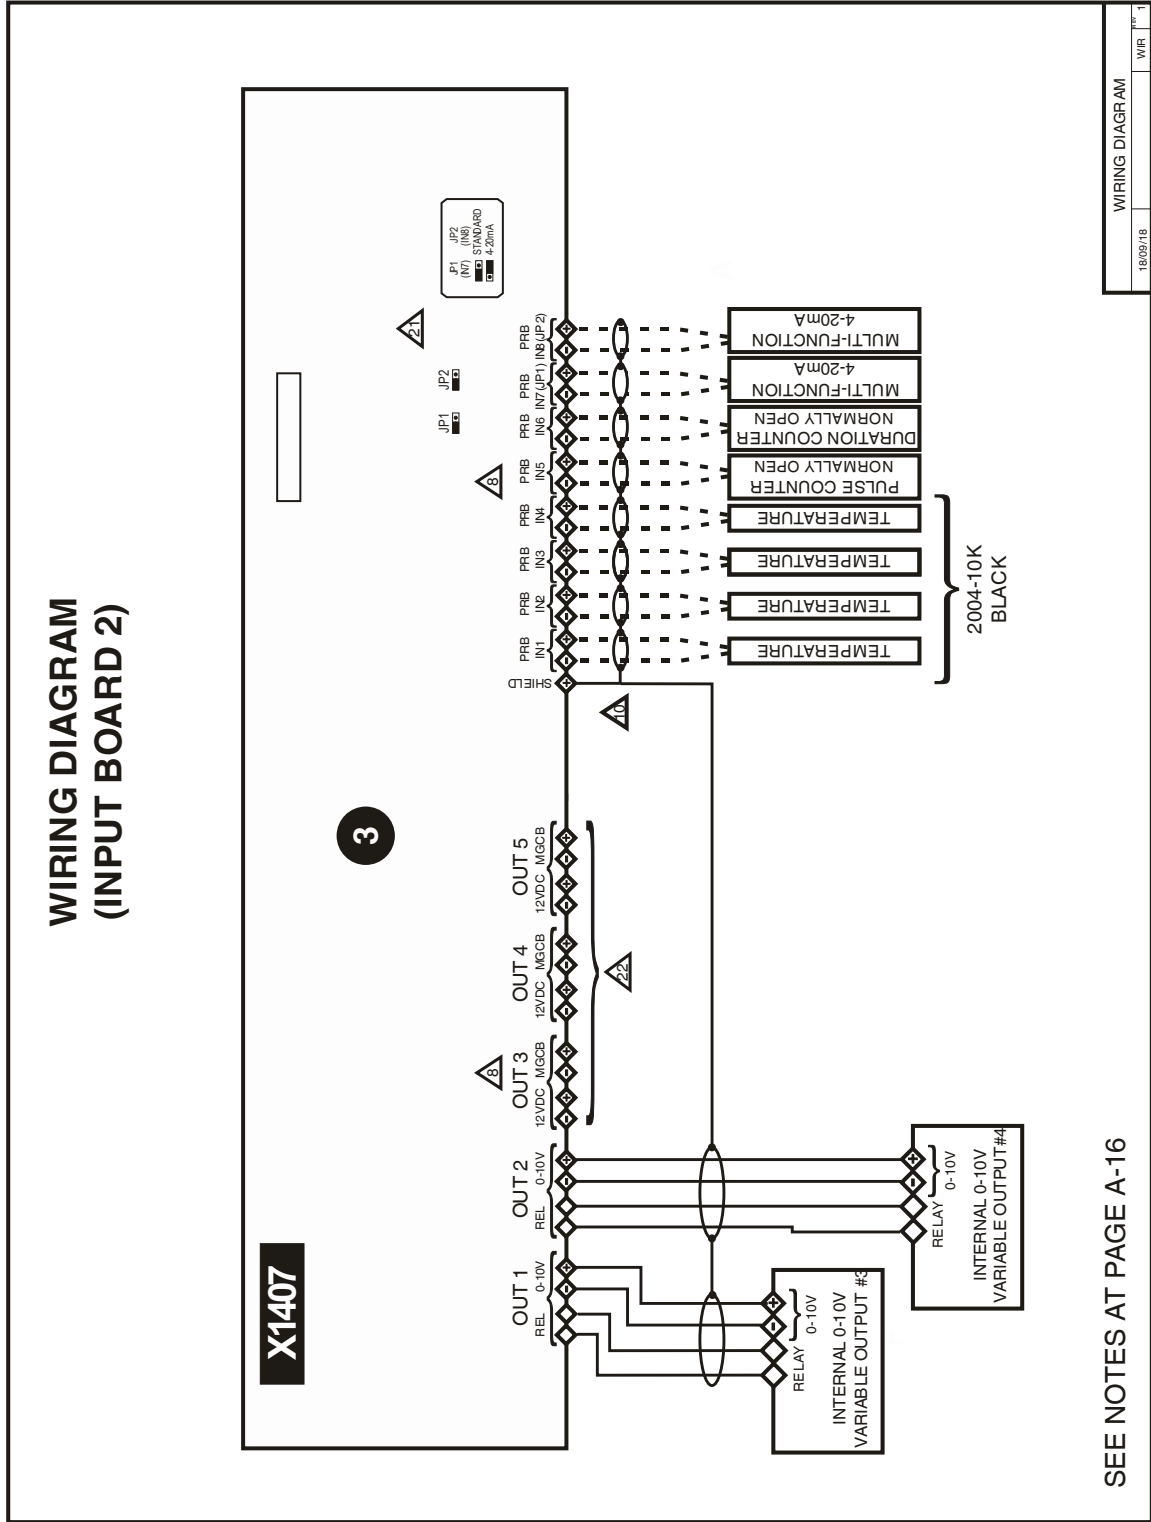 WIRING DIAGRAM
(INPUT BOARD 2)
X1407
3
JP1
(IN7)
JP2
(IN8)
STANDARD
4-20mA
21
JP1
JP2
8
8
OUT 1
REL
0-10V
OUT 2
REL
0-10V
OUT 3
12VDC
MGCB
OUT 4
12VDC
MGCB
OUT 5
12VDC
MGCB
22
SHIELD
10
PRB
IN1
PRB
IN2
PRB
IN3
PRB
IN4
PRB
IN5
PRB
IN6
PRB
IN7(JP1)
PRB
IN8(JP2)
TEMPERATURE
TEMPERATURE
TEMPERATURE
TEMPERATURE
PULSE COUNTER
NORMALLY OPEN
DURATION COUNTER
NORMALLY OPEN
MULTI-FUNCTION
4-20mA
MULTI-FUNCTION
4-20mA
2004-10K
BLACK
RELAY
0-10V
INTERNAL 0-10V
VARIABLE OUTPUT #3
RELAY
0-10V
INTERNAL 0-10V
VARIABLE OUTPUT#4
SEE NOTES AT PAGE A-16
WIRING DIAGRAM
18/09/18
WIR
REV
1